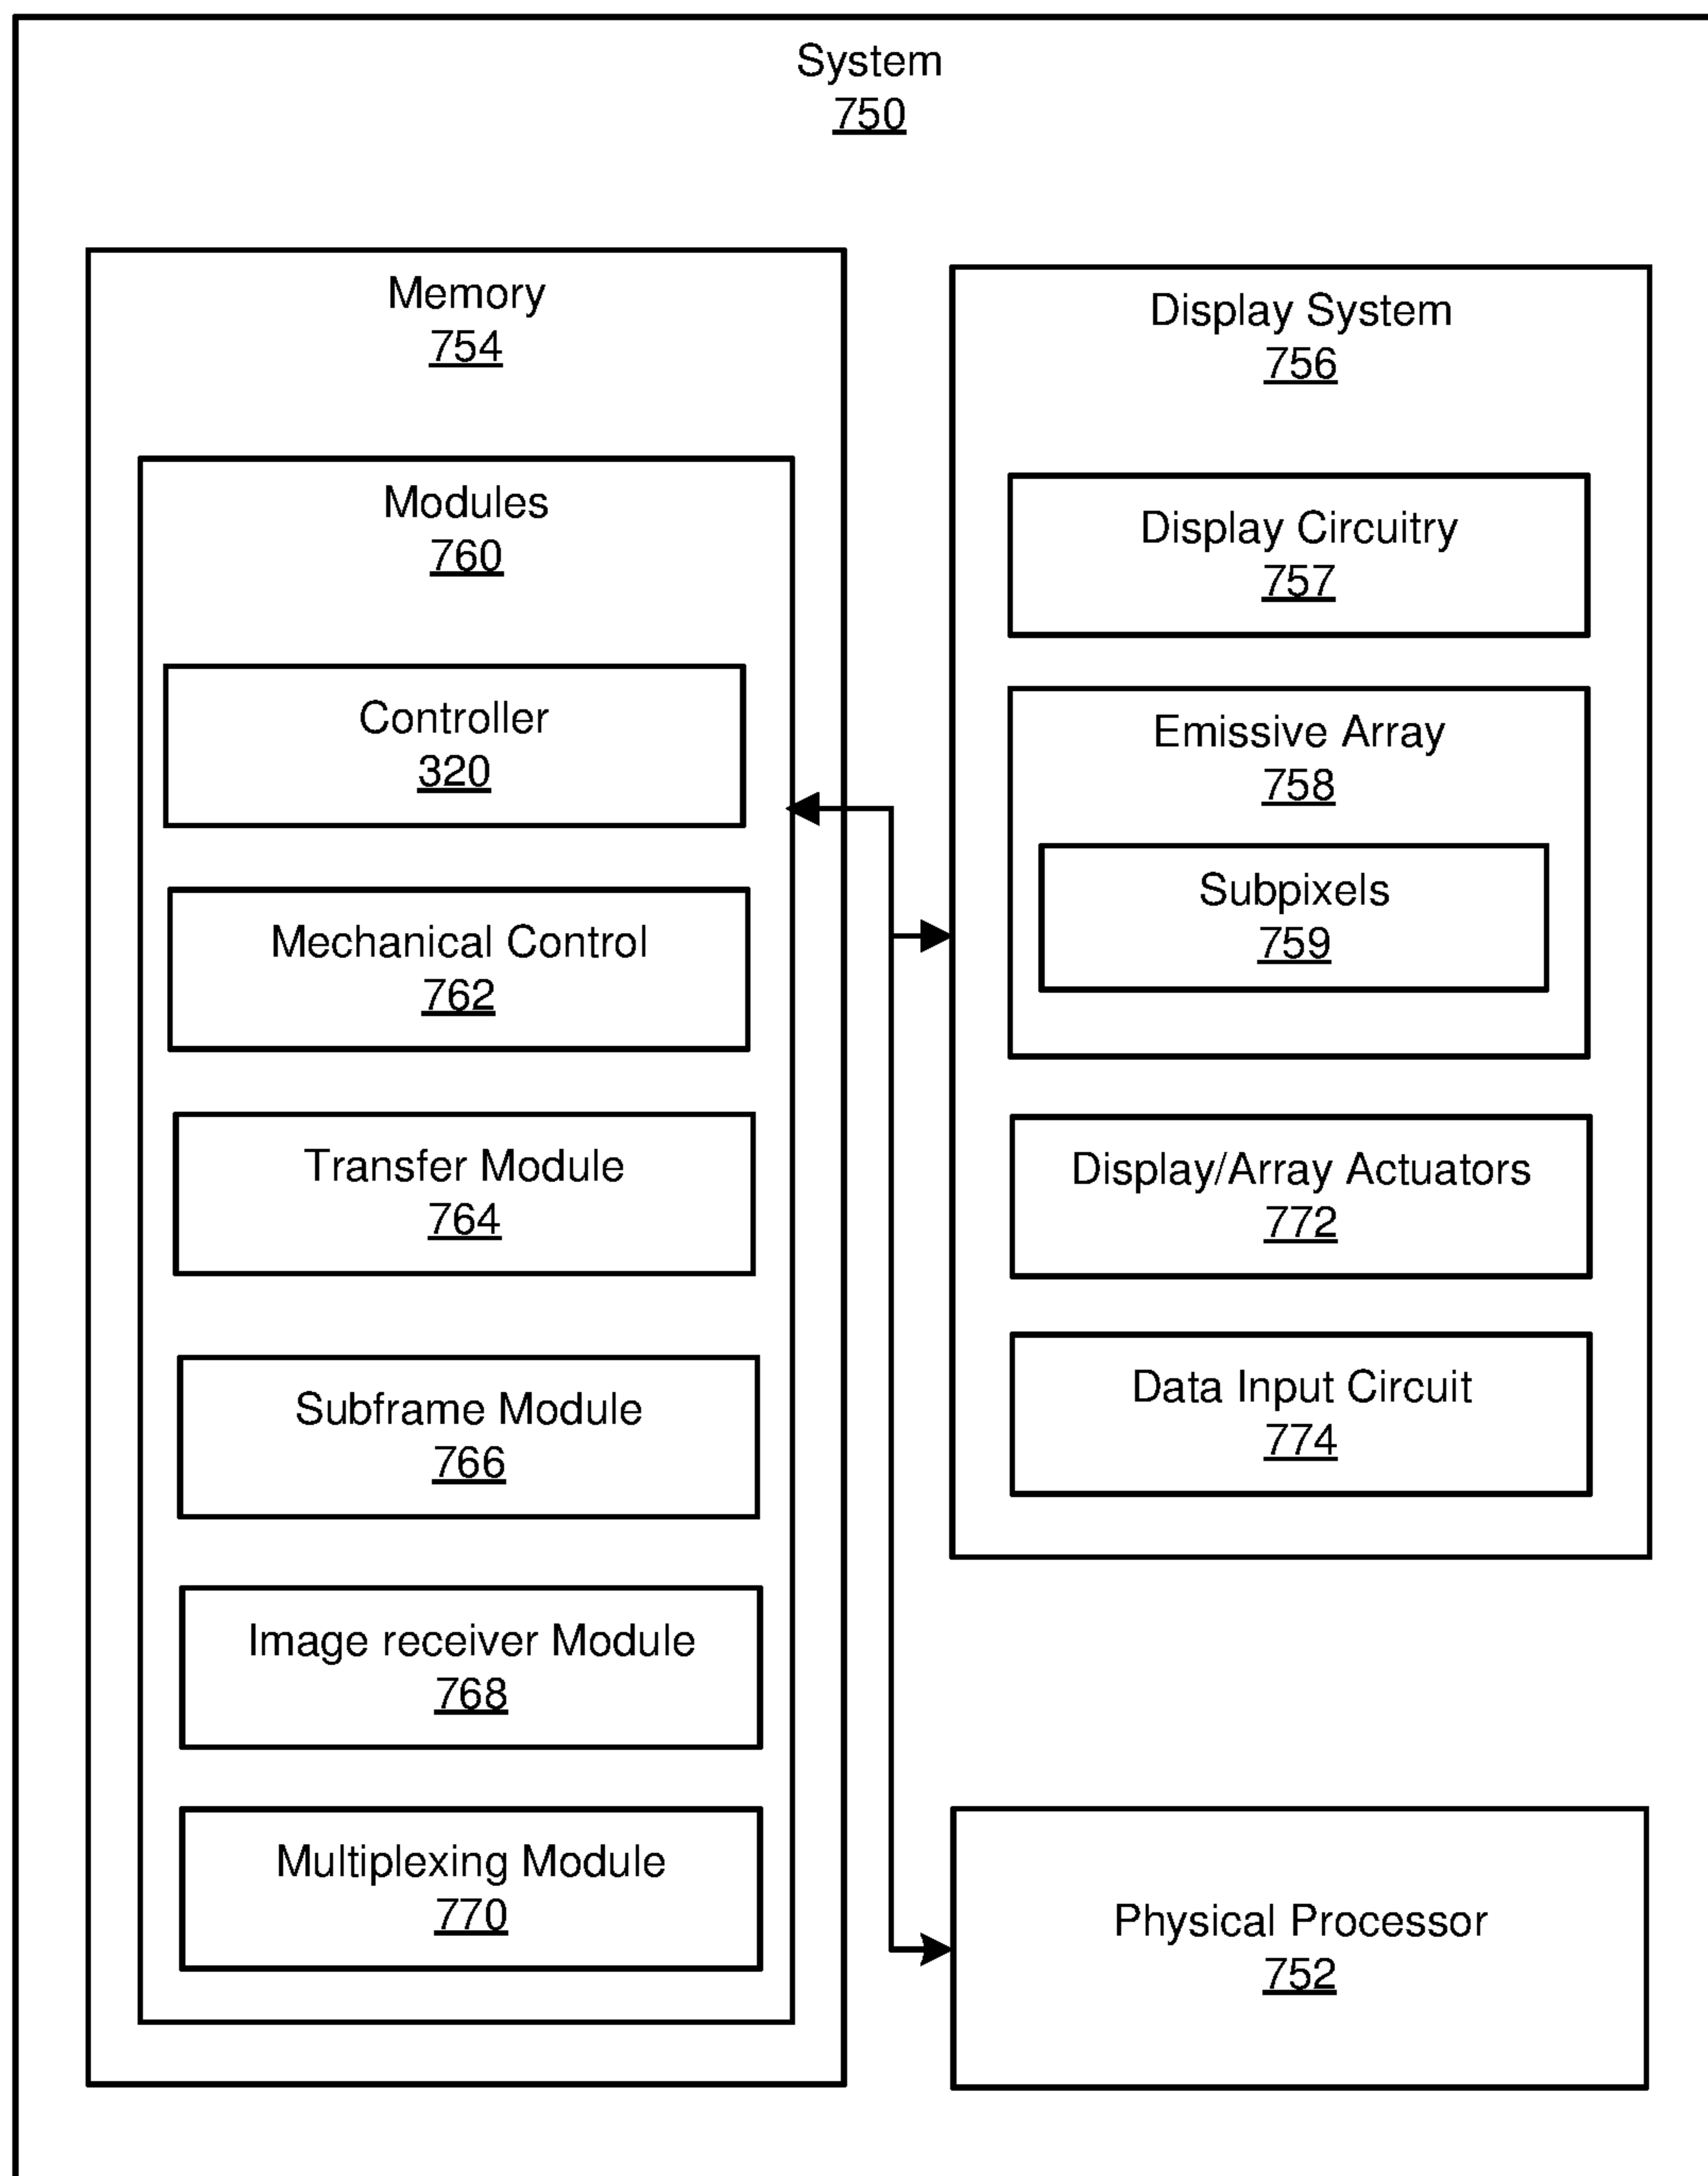 System
750
Memory
754
Modules
760
Controller
320
Mechanical Control
762
Transfer Module
764
Subframe Module
766
Image receiver Module
768
Multiplexing Module
770
Display System
756
Display Circuitry
757
Emissive Array
758
Subpixels
759
Display/Array Actuators
772
Data Input Circuit
774
Physical Processor
752